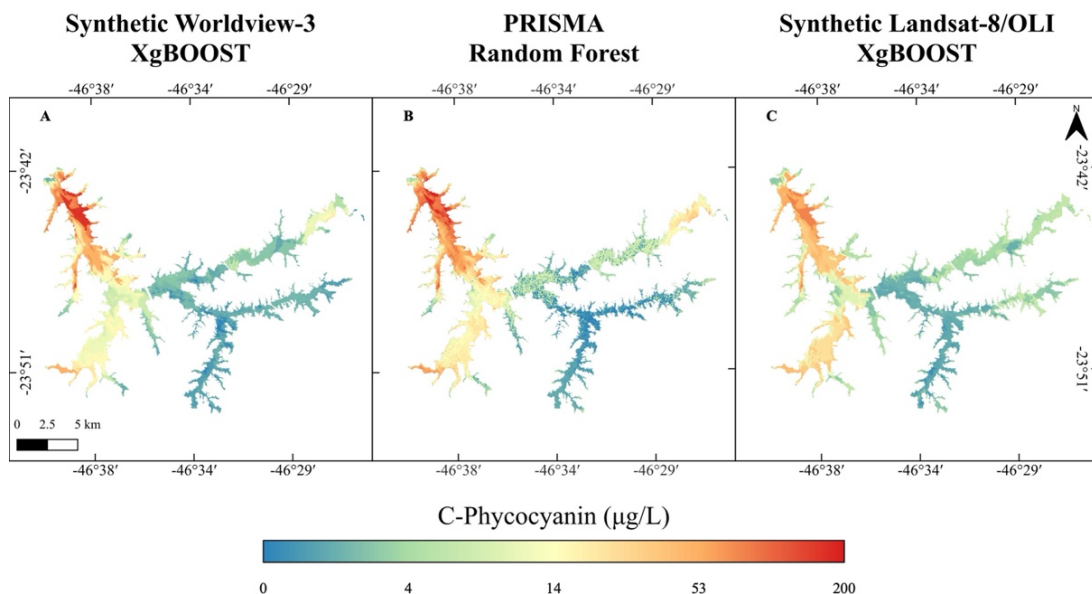 Synthetic Worldview-3
XgBOOST
PRISMA
Random Forest
Synthetic Landsat-8/OLI
XgBOOST
-46°38′ -46°34′ -46°29′
-46°38′ -46°34′ -46°29′
-46°38′ -46°34′ -46°29′
A
B
C
N
-23°42′
-23°42′
-23°51′
-23°51′
0 2.5 5 km
-46°38′ -46°34′ -46°29′
-46°38′ -46°34′ -46°29′
-46°38′ -46°34′ -46°29′
C-Phycocyanin (μg/L)
0 4 14 53 200